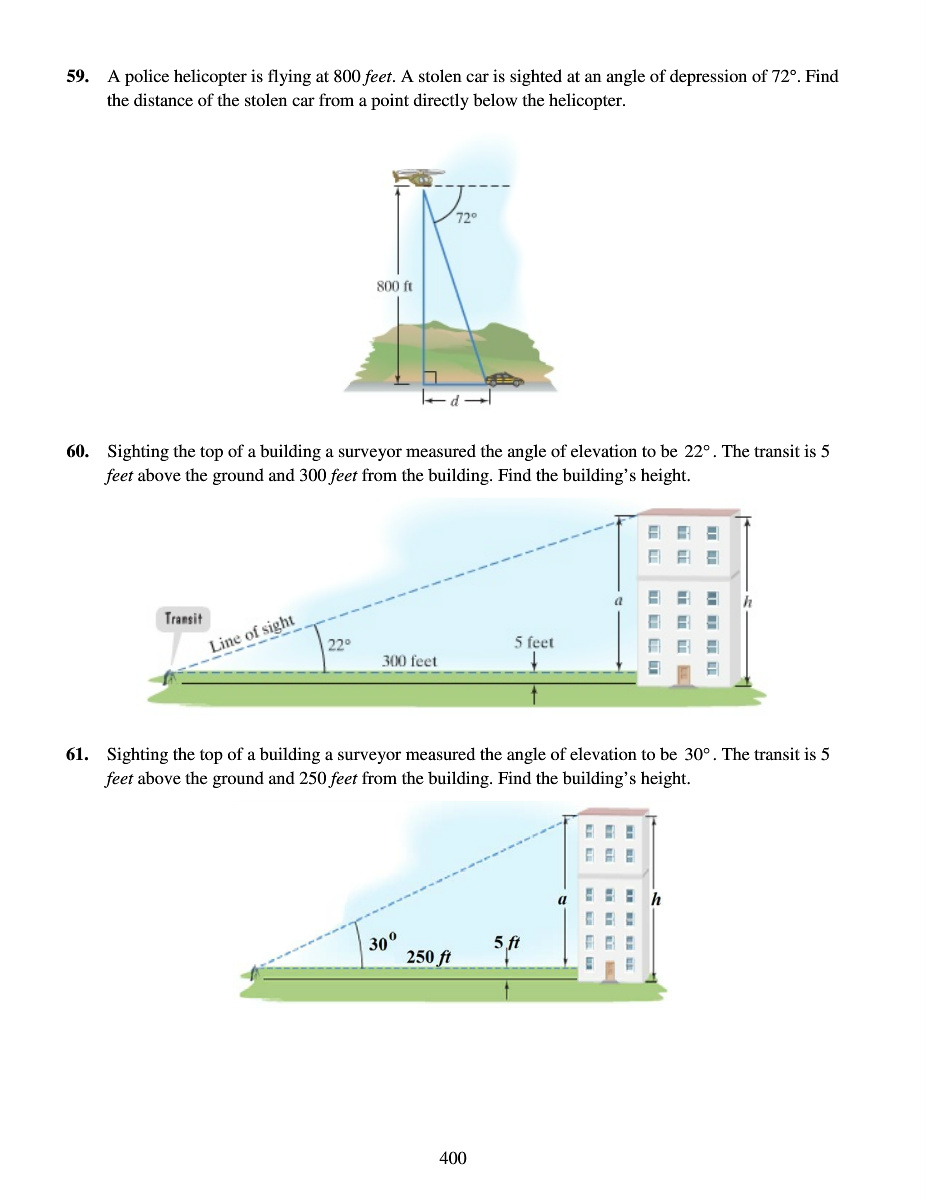 59. A police helicopter is flying at 800 feet. A stolen car is sighted at an angle of depression of 72°. Find
the distance of the stolen car from a point directly below the helicopter.
72°
800 ft
d
60. Sighting the top of a building a surveyor measured the angle of elevation to be 22°. The transit is 5
feet above the ground and 300 feet from the building. Find the building's height.
a
h
Transit
Line of sight
22°
5 feet
300 feet
61. Sighting the top of a building a surveyor measured the angle of elevation to be 30°. The transit is 5
feet above the ground and 250 feet from the building. Find the building's height.
a
h
30⁰
5 ft
250 ft
400